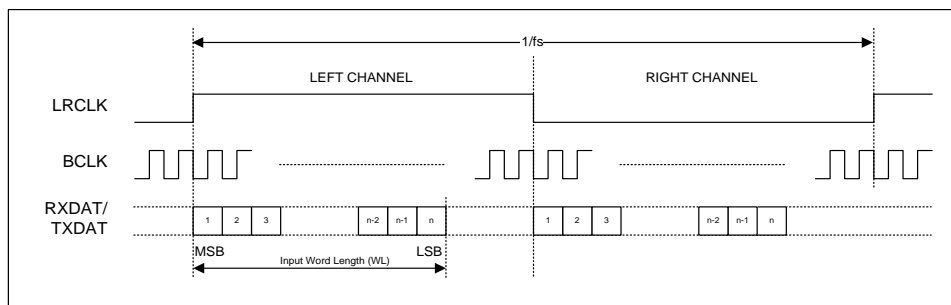 1/fs
LEFT CHANNEL RIGHT CHANNEL
LRCLK
BCLK
RXDAT/
TXDAT
1 2 3 n-2 n-1 n 1 2 3 n-2 n-1 n
MSB LSB
Input Word Length (WL)